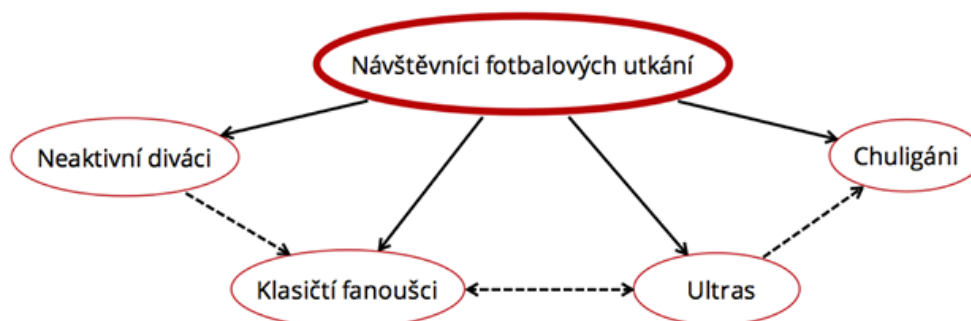 Návštěvníci fotbalových utkání
Neaktivní diváci
Chuligáni
Klasičtí fanoušci
Ultras